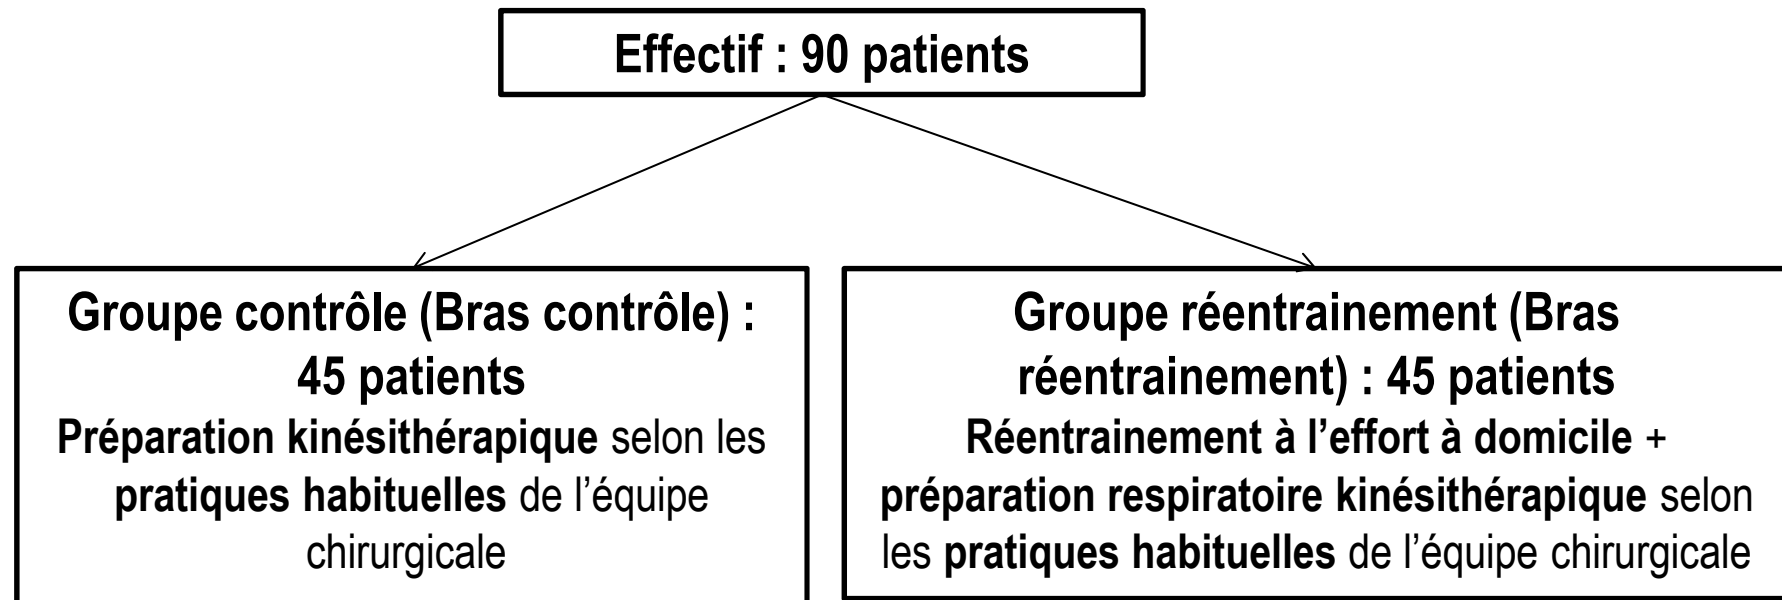 Effectif : 90 patients
Groupe contrôle (Bras contrôle) :
45 patients
Préparation kinésithérapique selon les
pratiques habituelles de l’équipe
chirurgicale
Groupe réentrainement (Bras
réentrainement) : 45 patients
Réentrainement à l’effort à domicile +
préparation respiratoire kinésithérapique selon
les pratiques habituelles de l’équipe chirurgicale